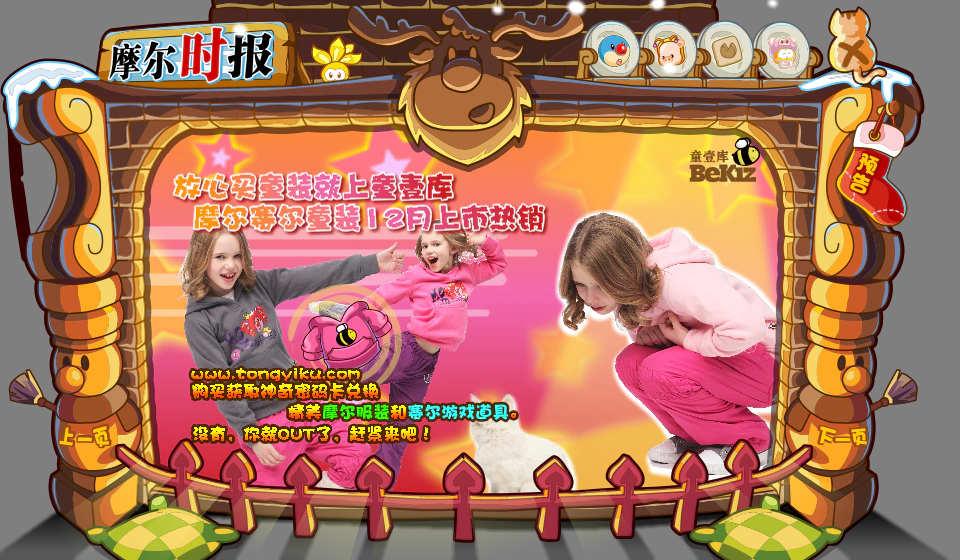 摩尔时报
预告
童壹库
BeKiz
放心买童装就上童壹库
摩尔赛尔童装12月上市热销
www.tongyiku.com
购买获取神奇密码卡兑换
精美摩尔服装和赛尔游戏道具。
没有，你就OUT了，赶紧来吧！
上一页
下一页